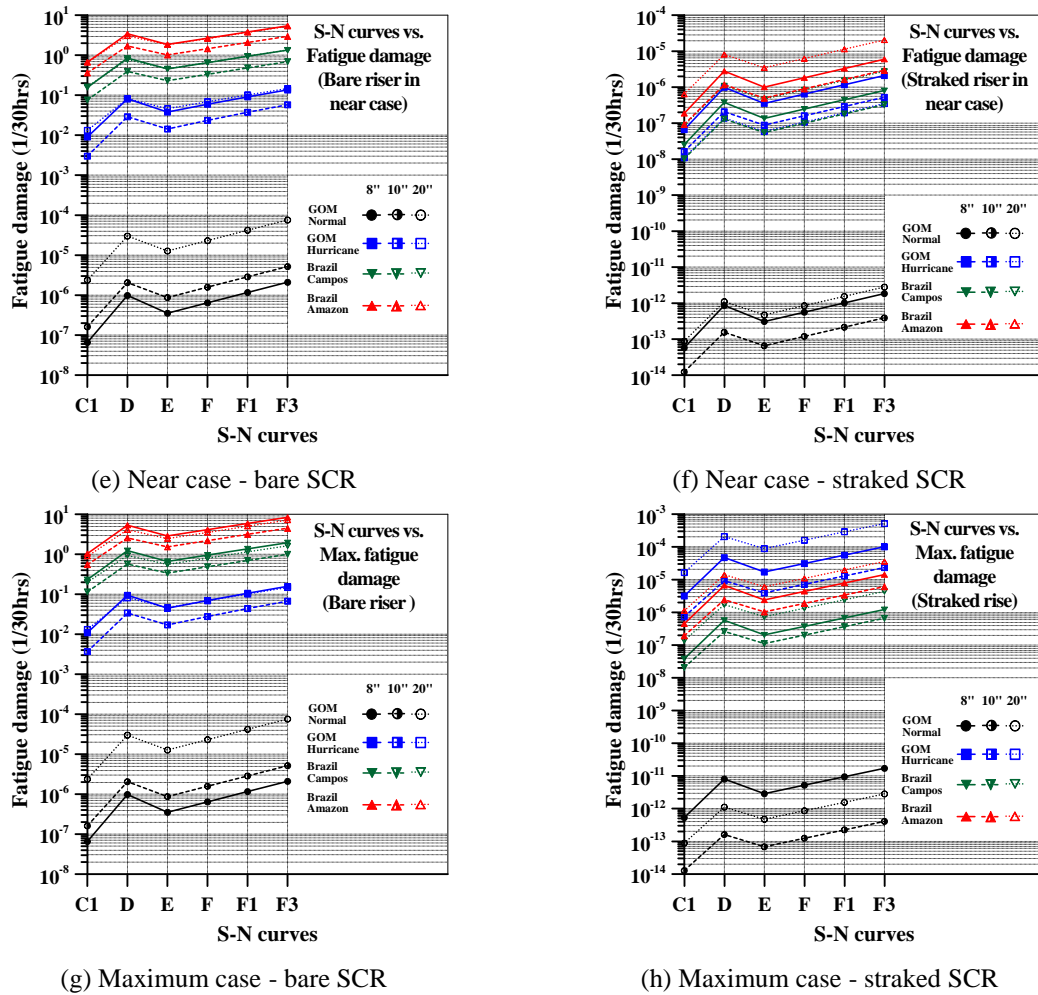 10^1
10^0
10^-1
10^-2
10^-3
10^-4
10^-5
10^-6
10^-7
10^-8
Fatigue damage (1/30hrs)
S-N curves vs.
Fatigue damage
(Bare riser in
near case)
8" 10" 20"
GOM
Normal
GOM
Hurricane
Brazil
Campos
Brazil
Amazon
C1 D E F F1 F3
S-N curves
(e) Near case - bare SCR
10^-4
10^-5
10^-6
10^-7
10^-8
10^-9
10^-10
10^-11
10^-12
10^-13
10^-14
Fatigue damage (1/30hrs)
S-N curves vs.
Fatigue damage
(Straked riser in
near case)
8" 10" 20"
GOM
Normal
GOM
Hurricane
Brazil
Campos
Brazil
Amazon
C1 D E F F1 F3
S-N curves
(f) Near case - straked SCR
10^1
10^0
10^-1
10^-2
10^-3
10^-4
10^-5
10^-6
10^-7
10^-8
Fatigue damage (1/30hrs)
S-N curves vs.
Max. fatigue
damage
(Bare riser )
8" 10" 20"
GOM
Normal
GOM
Hurricane
Brazil
Campos
Brazil
Amazon
C1 D E F F1 F3
S-N curves
(g) Maximum case - bare SCR
10^-3
10^-4
10^-5
10^-6
10^-7
10^-8
10^-9
10^-10
10^-11
10^-12
10^-13
10^-14
Fatigue damage (1/30hrs)
S-N curves vs.
Max. fatigue
damage
(Straked rise)
8" 10" 20"
GOM
Normal
GOM
Hurricane
Brazil
Campos
Brazil
Amazon
C1 D E F F1 F3
S-N curves
(h) Maximum case - straked SCR